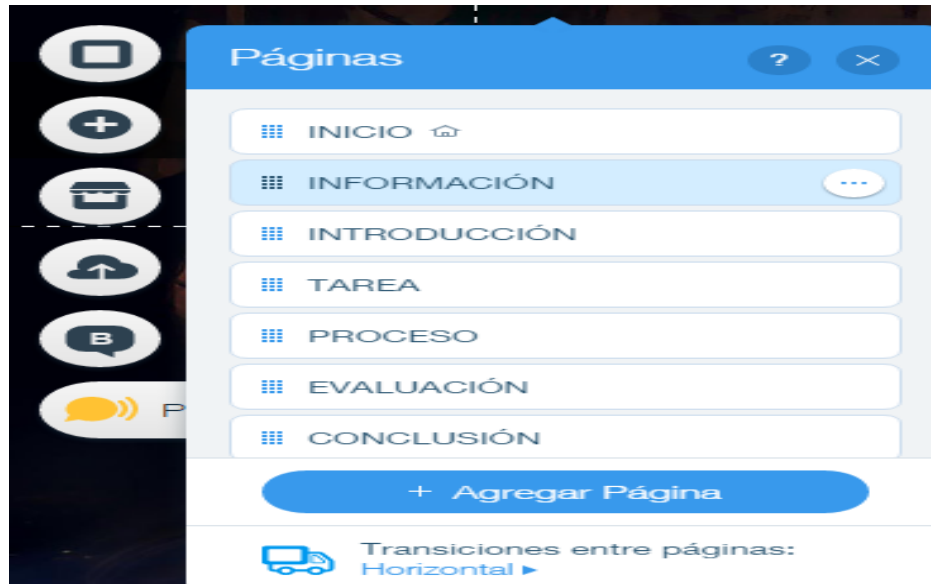 Páginas
?
INICIO
INFORMACIÓN
...
INTRODUCCIÓN
TAREA
PROCESO
B
EVALUACIÓN
P
CONCLUSIÓN
+ Agregar Página
Transiciones entre páginas:
Horizontal ▸